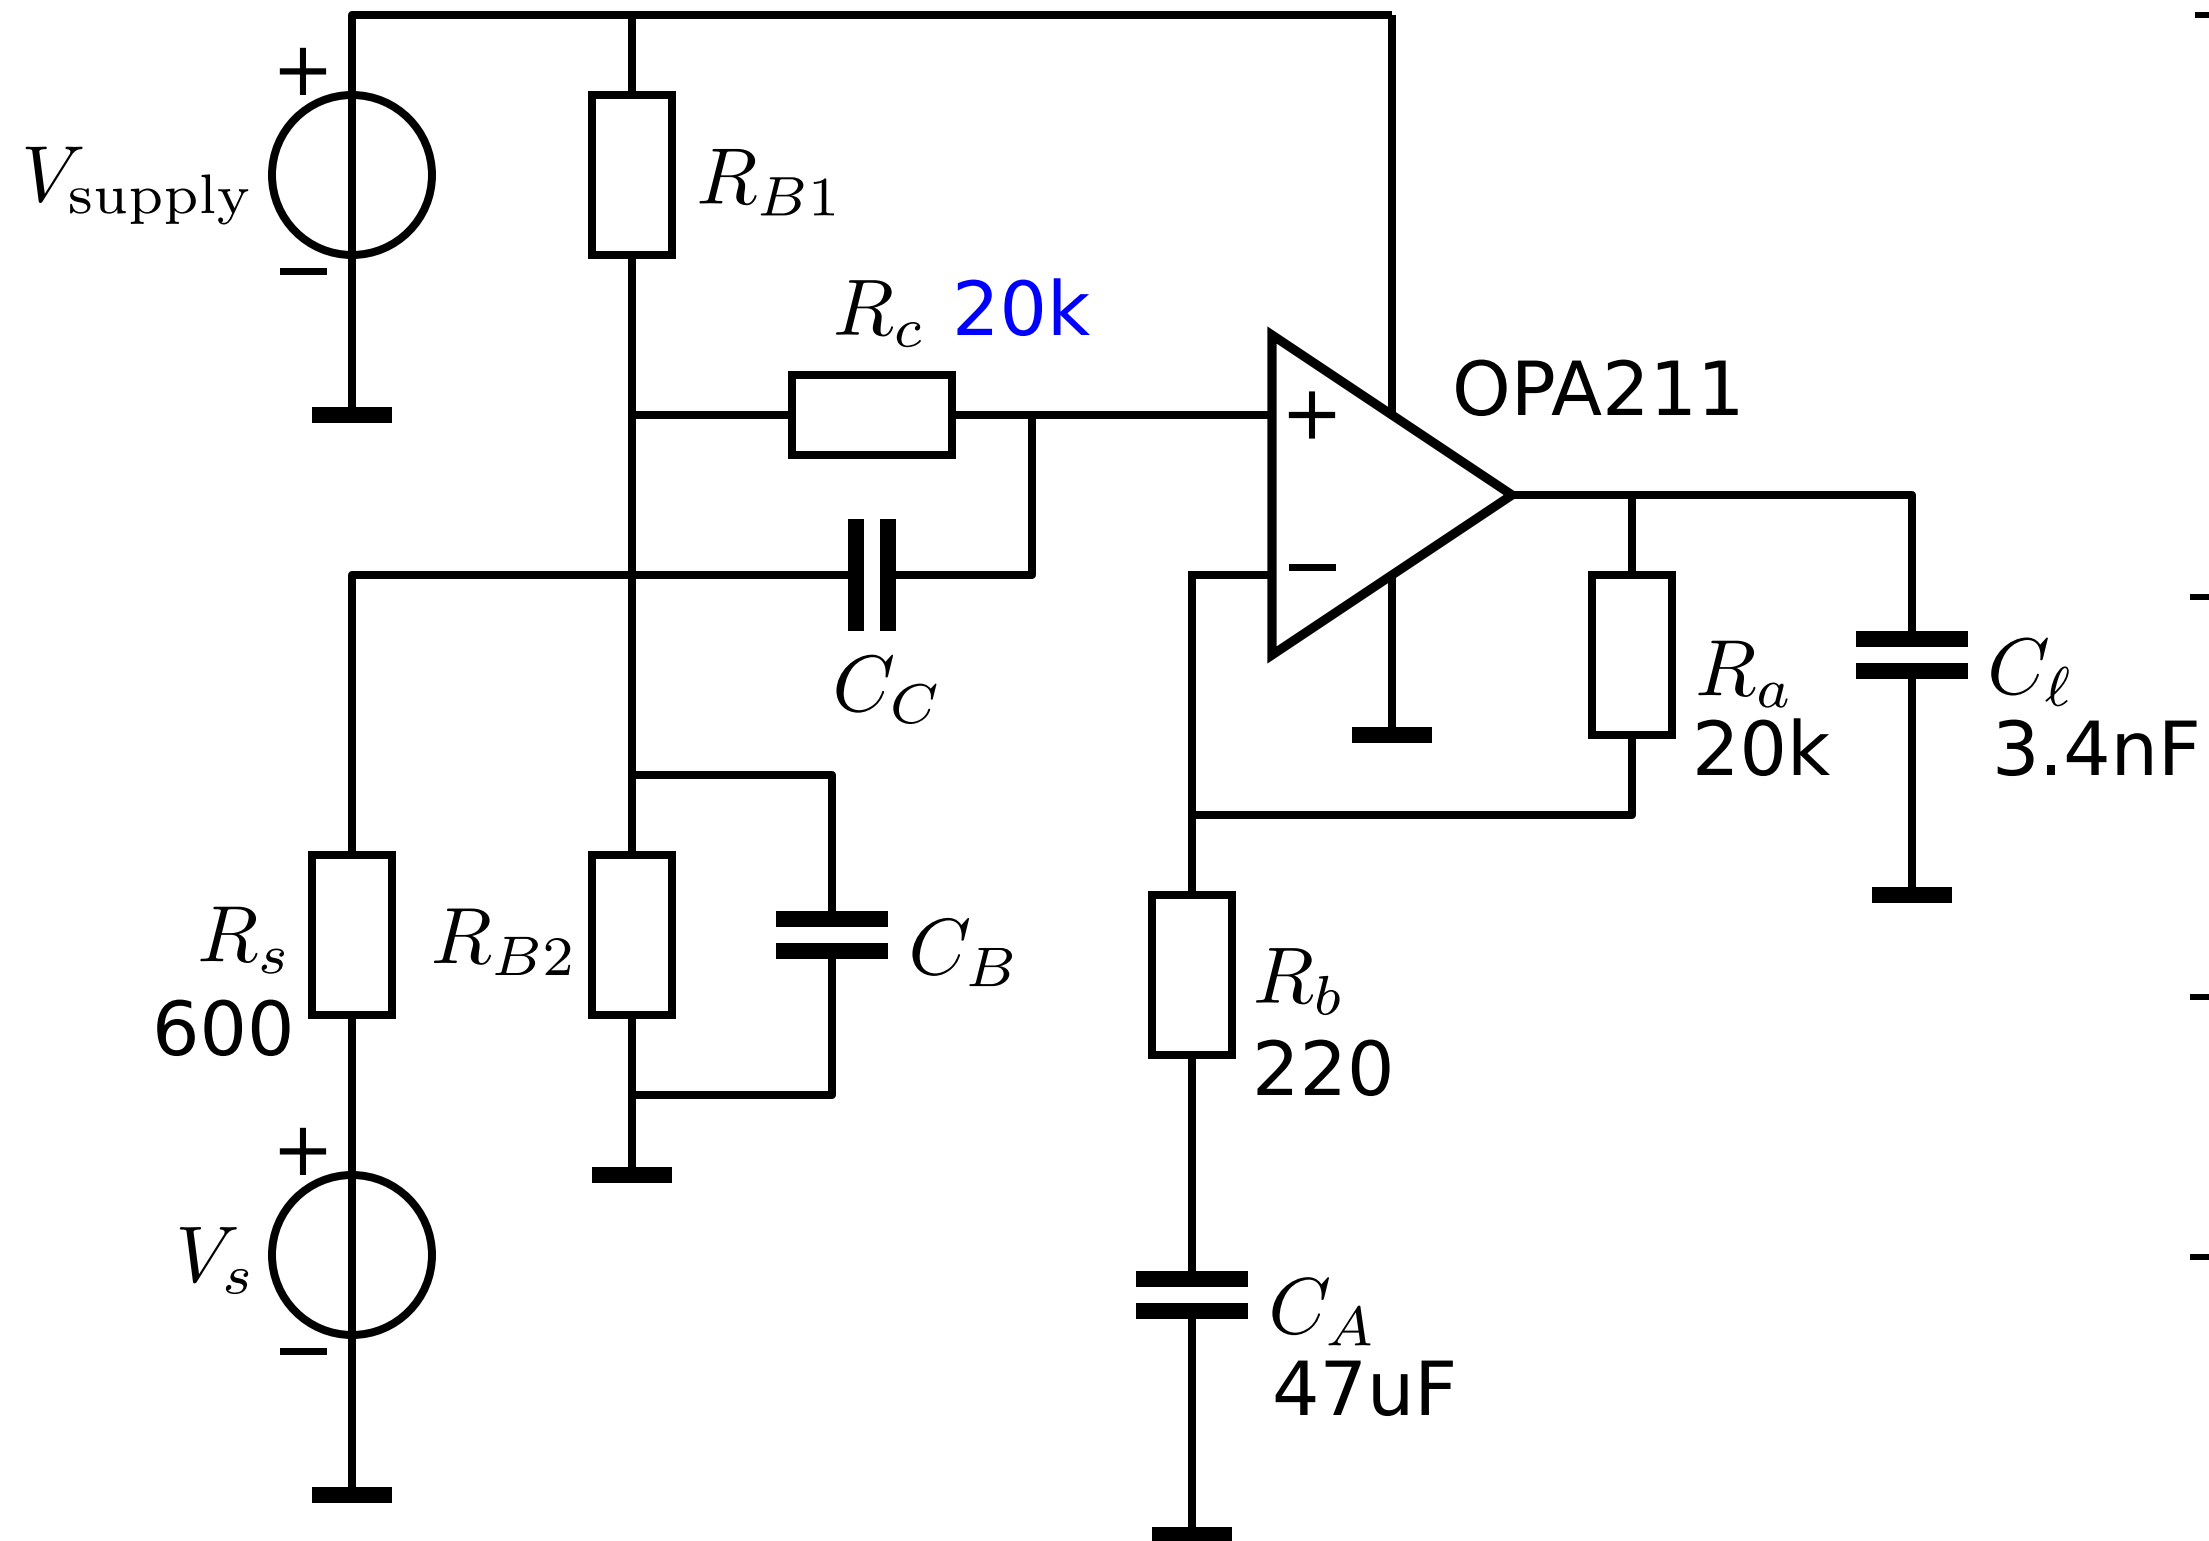 +
V_supply
−
R_B1
R_c 20k
OPA211
+
−
C_C
R_a
20k
C_ℓ
3.4nF
R_s
600
R_B2
C_B
R_b
220
+
V_s
−
C_A
47uF